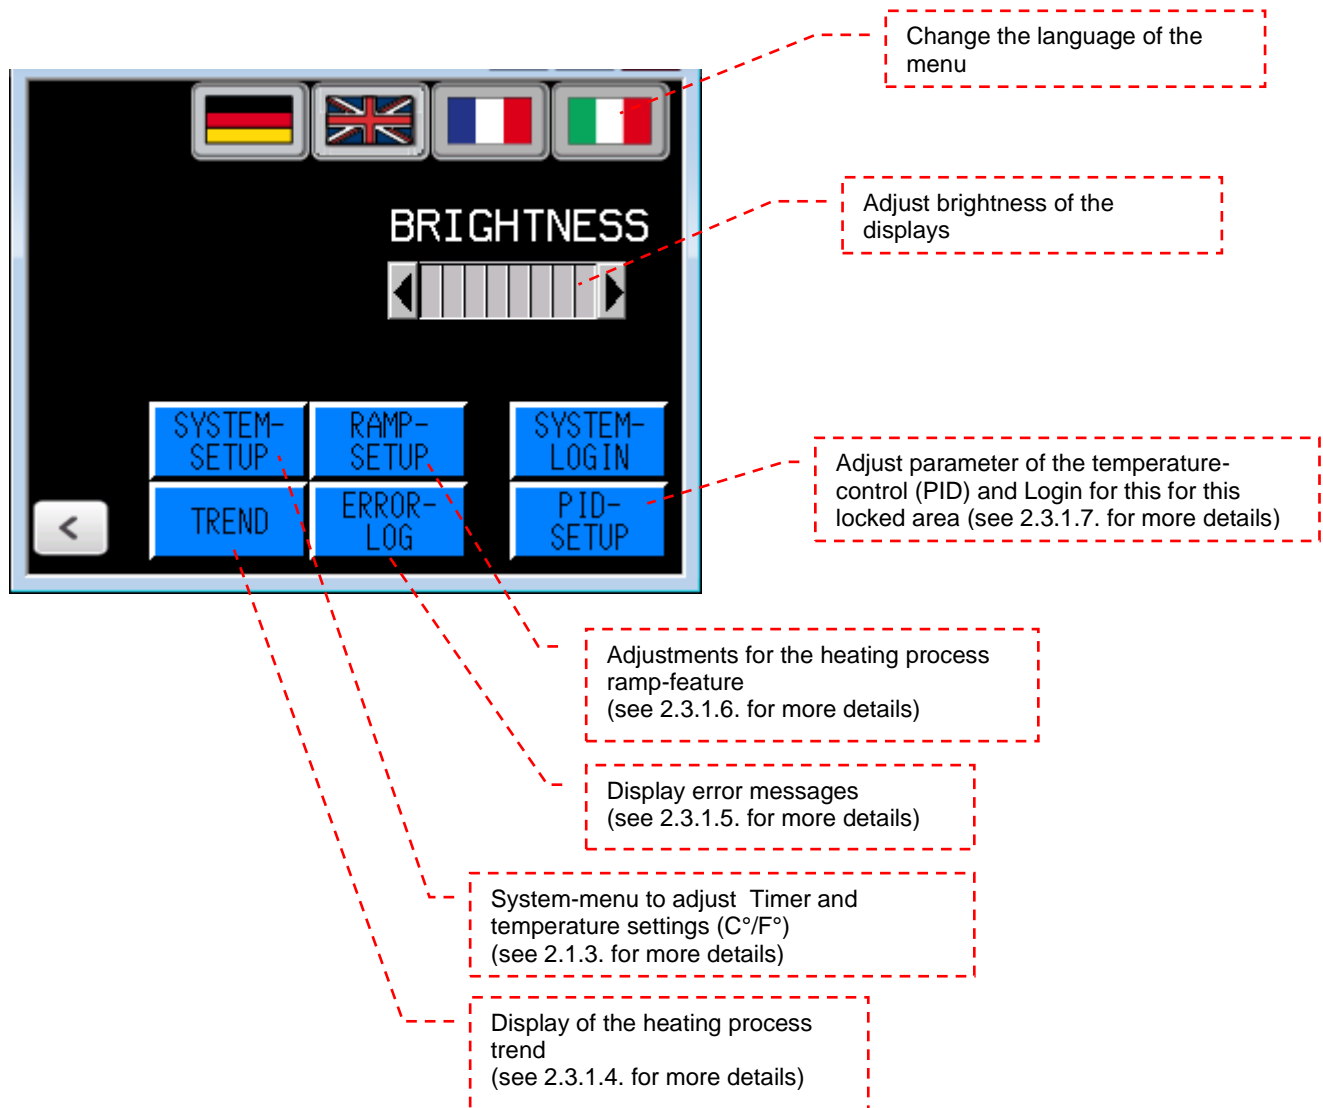 Change the language of the
menu
Adjust brightness of the
displays
BRIGHTNESS
SYSTEM-
SETUP
RAMP-
SETUP
SYSTEM-
LOGIN
TREND
ERROR-
LOG
PID-
SETUP
<
Adjust parameter of the temperature-
control (PID) and Login for this for this
locked area (see 2.3.1.7. for more details)
Adjustments for the heating process
ramp-feature
(see 2.3.1.6. for more details)
Display error messages
(see 2.3.1.5. for more details)
System-menu to adjust  Timer and
temperature settings (C°/F°)
(see 2.1.3. for more details)
Display of the heating process
trend
(see 2.3.1.4. for more details)